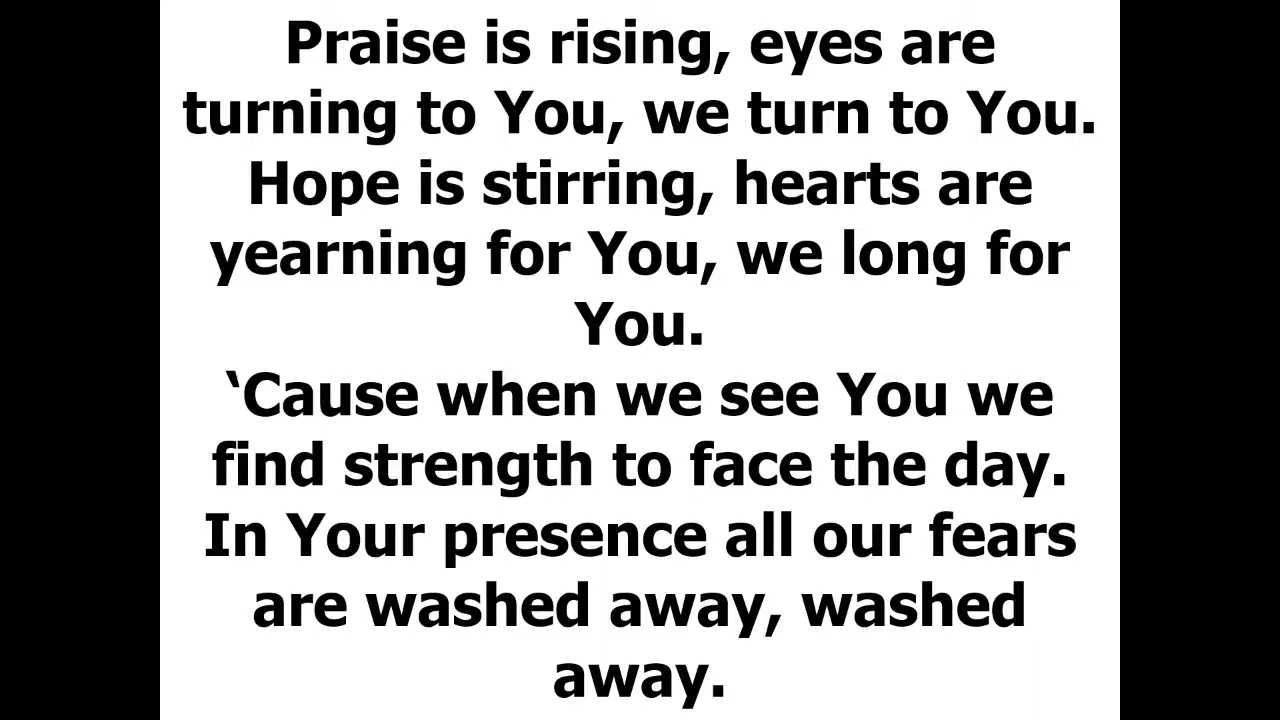 Praise is rising, eyes are
turning to You, we turn to You.
Hope is stirring, hearts are
yearning for You, we long for
You.
‘Cause when we see You we
find strength to face the day.
In Your presence all our fears
are washed away, washed
away.